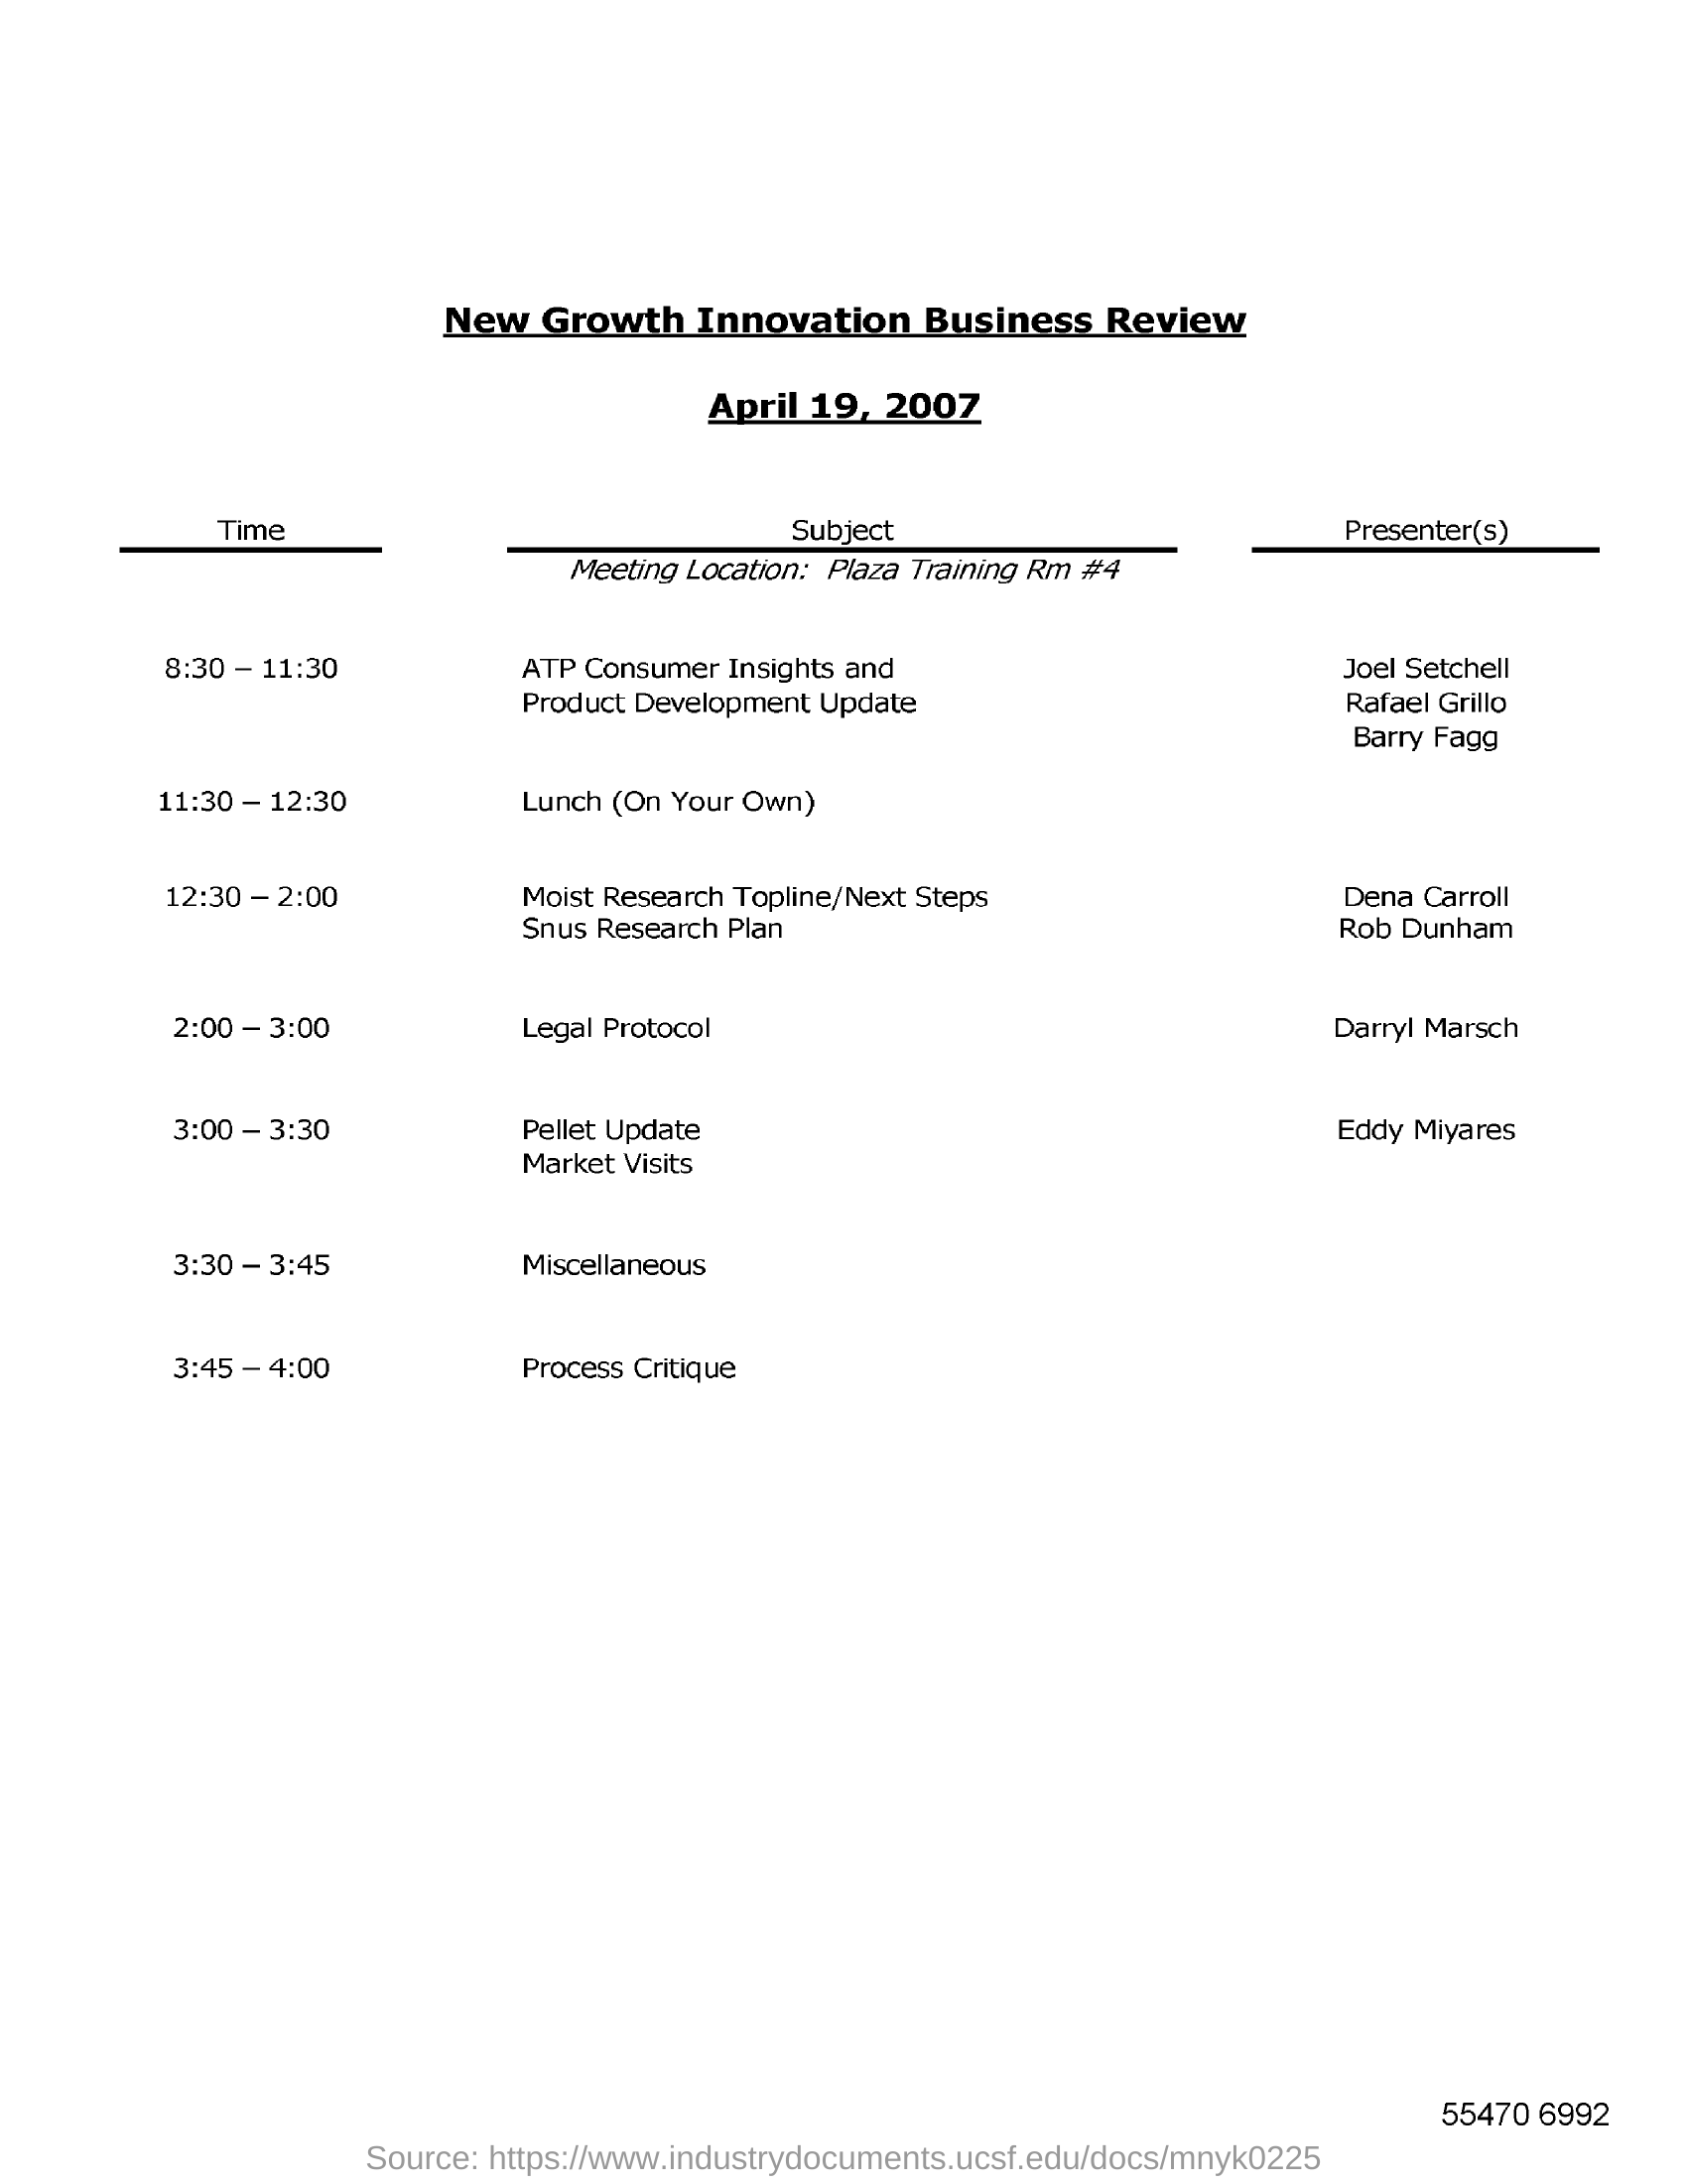 New Growth Innovation Business Review
April 19, 2007
Time Subject Presenter(s)
Meeting Location: Plaza Training Rm #4
8:30 – 11:30 ATP Consumer Insights and Joel Setchell
Product Development Update Rafael Grillo
Barry Fagg
11:30 – 12:30 Lunch (On Your Own)
12:30 – 2:00 Moist Research Topline/Next Steps Dena Carroll
Snus Research Plan Rob Dunham
2:00 – 3:00 Legal Protocol Darryl Marsch
3:00 – 3:30 Pellet Update Eddy Miyares
Market Visits
3:30 – 3:45 Miscellaneous
3:45 – 4:00 Process Critique
55470 6992
Source: https://www.industrydocuments.ucsf.edu/docs/mnyk0225